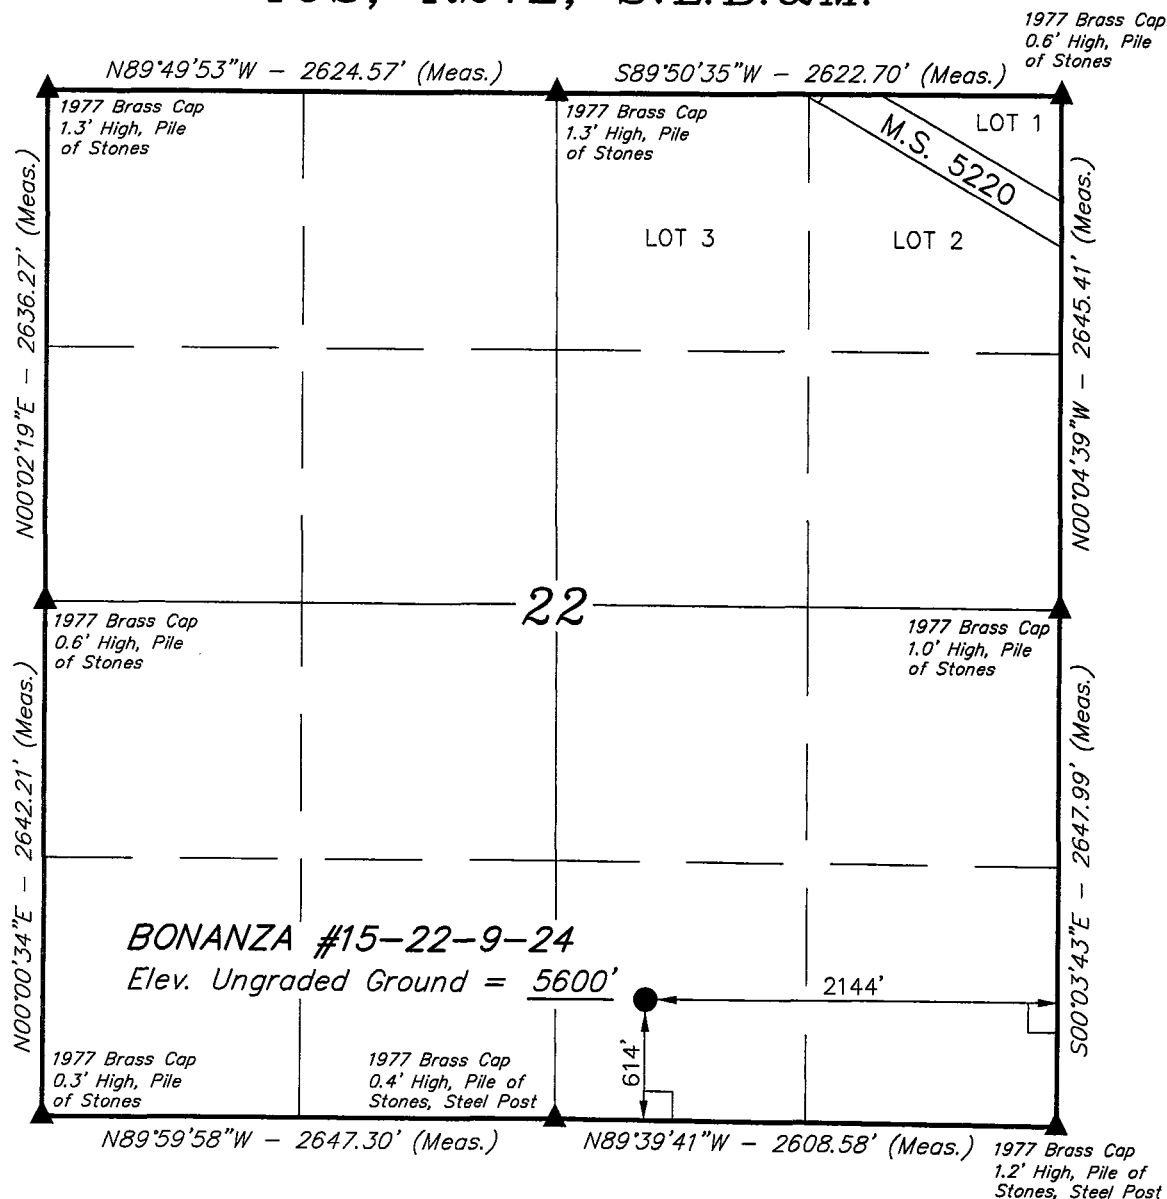 1977 Brass Cap
0.6' High, Pile
of Stones
N89°49'53"W - 2624.57' (Meas.)
S89°50'35"W - 2622.70' (Meas.)
1977 Brass Cap
1.3' High, Pile
of Stones
1977 Brass Cap
1.3' High, Pile
of Stones
LOT 1
M.S. 5220
LOT 3
LOT 2
N00°02'19"E - 2636.27' (Meas.)
N00°04'39"W - 2645.41' (Meas.)
22
1977 Brass Cap
0.6' High, Pile
of Stones
1977 Brass Cap
1.0' High, Pile
of Stones
N00°00'34"E - 2642.21' (Meas.)
S00°03'43"E - 2647.99' (Meas.)
BONANZA #15-22-9-24
Elev. Ungraded Ground = 5600'
2144'
614'
1977 Brass Cap
0.3' High, Pile
of Stones
1977 Brass Cap
0.4' High, Pile of
Stones, Steel Post
N89°59'58"W - 2647.30' (Meas.)
N89°39'41"W - 2608.58' (Meas.)
1977 Brass Cap
1.2' High, Pile of
Stones, Steel Post